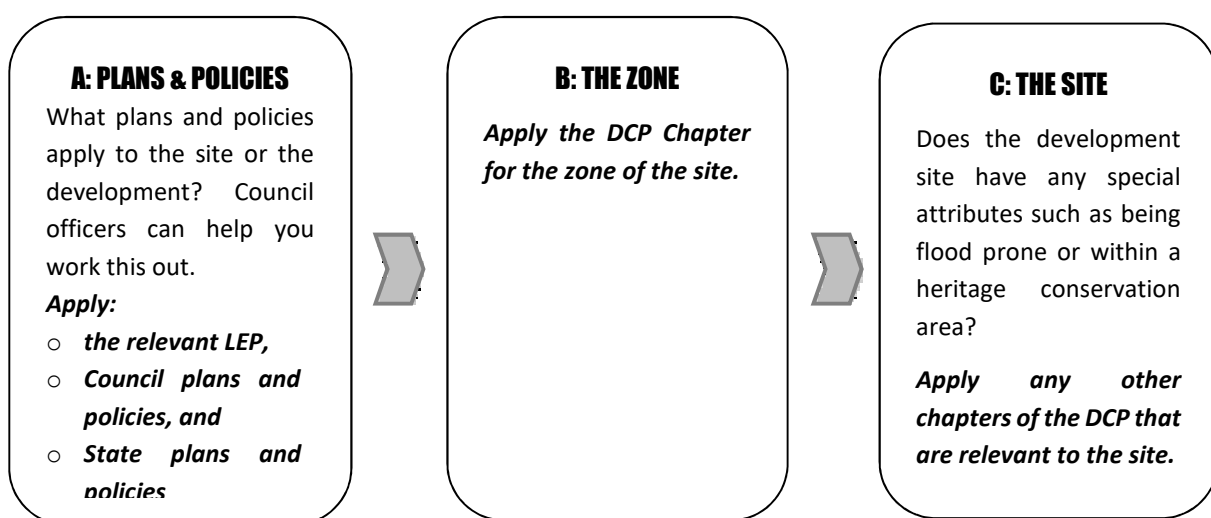 A: PLANS & POLICIES
What plans and policies
apply to the site or the
development? Council
officers can help you
work this out.
Apply:
o the relevant LEP,
o Council plans and
policies, and
o State plans and
policies
B: THE ZONE
Apply the DCP Chapter
for the zone of the site.
C: THE SITE
Does the development
site have any special
attributes such as being
flood prone or within a
heritage conservation
area?
Apply any other
chapters of the DCP that
are relevant to the site.